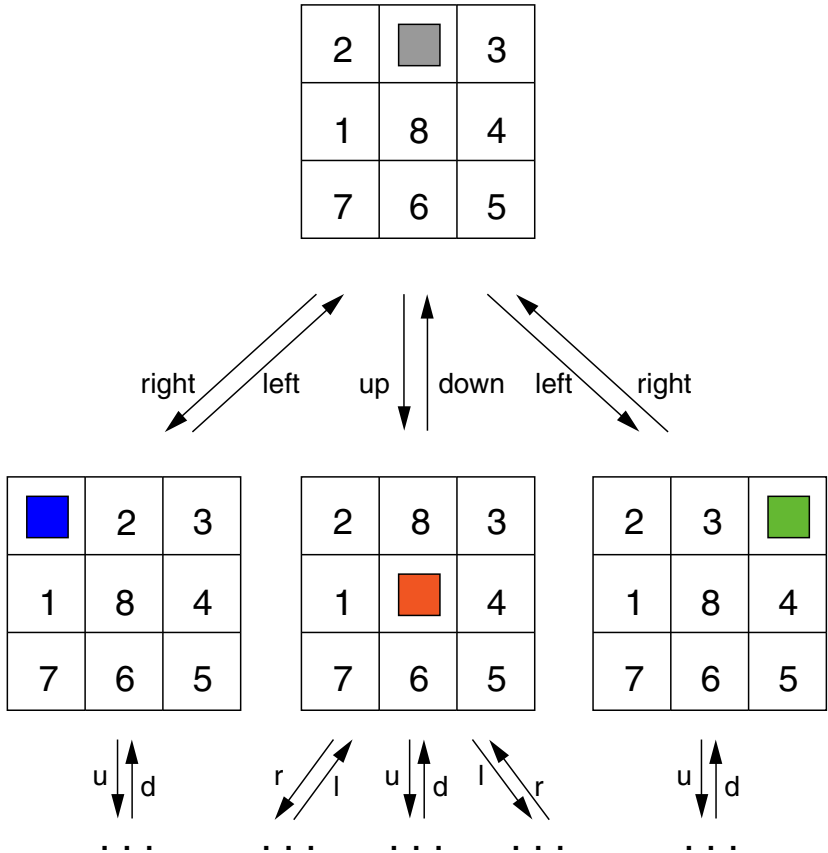 2 3
1 8 4
7 6 5
right left up down left right
2 3 2 8 3 2 3
1 8 4 1 4 1 8 4
7 6 5 7 6 5 7 6 5
u d r l u d l r u d
... ... ... ... ...